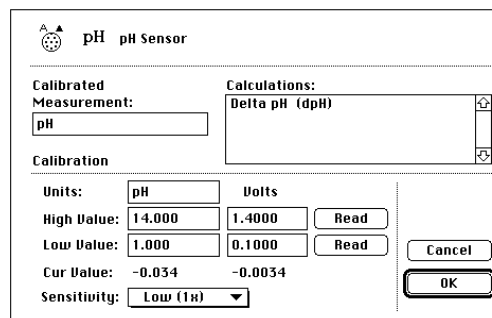 A
pH pH Sensor
Calibrated
Measurement:
pH
Calculations:
Delta pH (dpH)
Calibration
Units: pH Volts
High Value: 14.000 1.4000 Read
Low Value: 1.000 0.1000 Read
Cur Value: -0.034 -0.0034
Sensitivity: Low (1x)
Cancel
OK